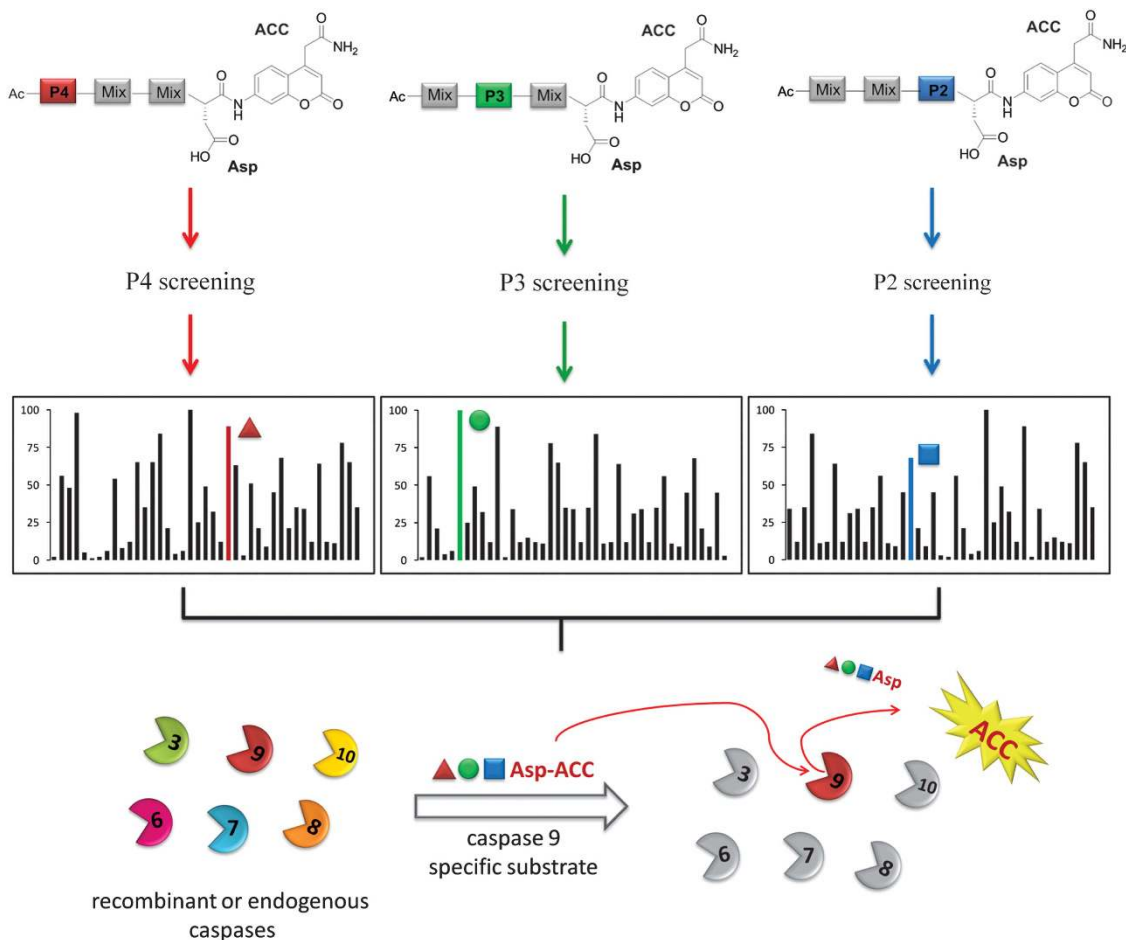 ACC
O
NH2
Ac P4 Mix Mix
O
N
H
O
O
O
HO
Asp
ACC
O
NH2
Ac Mix P3 Mix
O
N
H
O
O
O
HO
Asp
ACC
O
NH2
Ac Mix Mix P2
O
N
H
O
O
O
HO
Asp
P4 screening
P3 screening
P2 screening
100
75
50
25
0
100
75
50
25
0
100
75
50
25
0
3
9
10
6
7
8
recombinant or endogenous
caspases
Asp-ACC
caspase 9
specific substrate
Asp
ACC
3
9
10
6
7
8